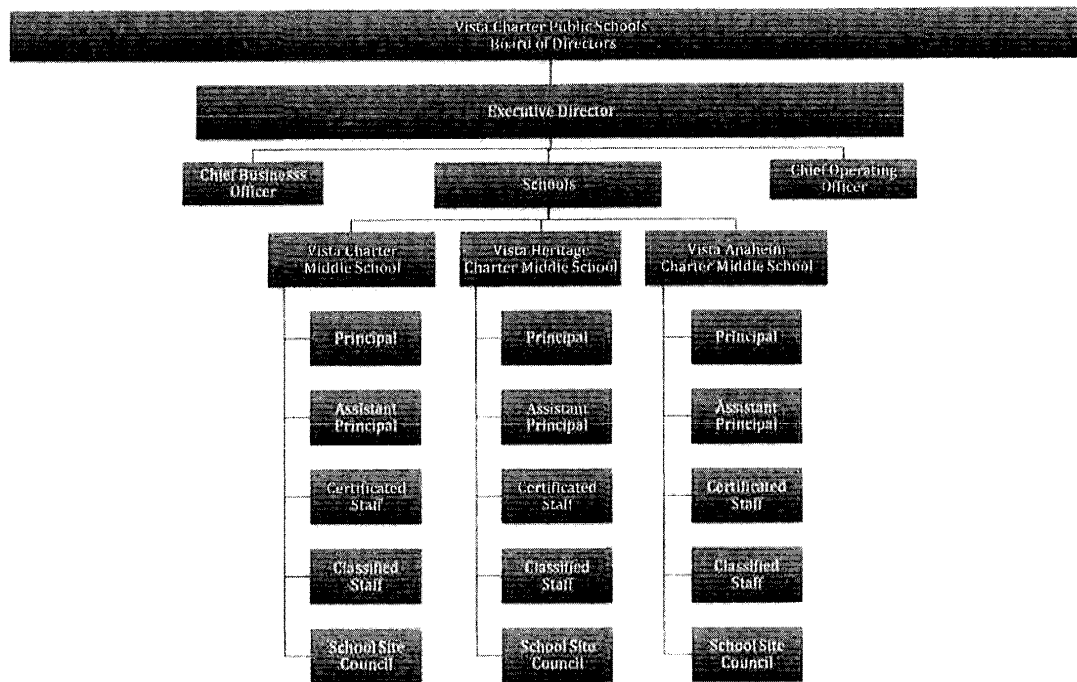 Vista Charter Public Schools
Board of Directors
Executive Director
Chief Businesss
Officer
Schools
Chief Operating
Officer
Vista Charter
Middle School
Vista Heritage
Charter Middle School
Vista Anaheim
Charter Middle School
Principal
Principal
Principal
Assistant
Principal
Assistant
Principal
Assistant
Principal
Certificated
Staff
Certificated
Staff
Certificated
Staff
Classified
Staff
Classified
Staff
Classified
Staff
School Site
Council
School Site
Council
School Site
Council